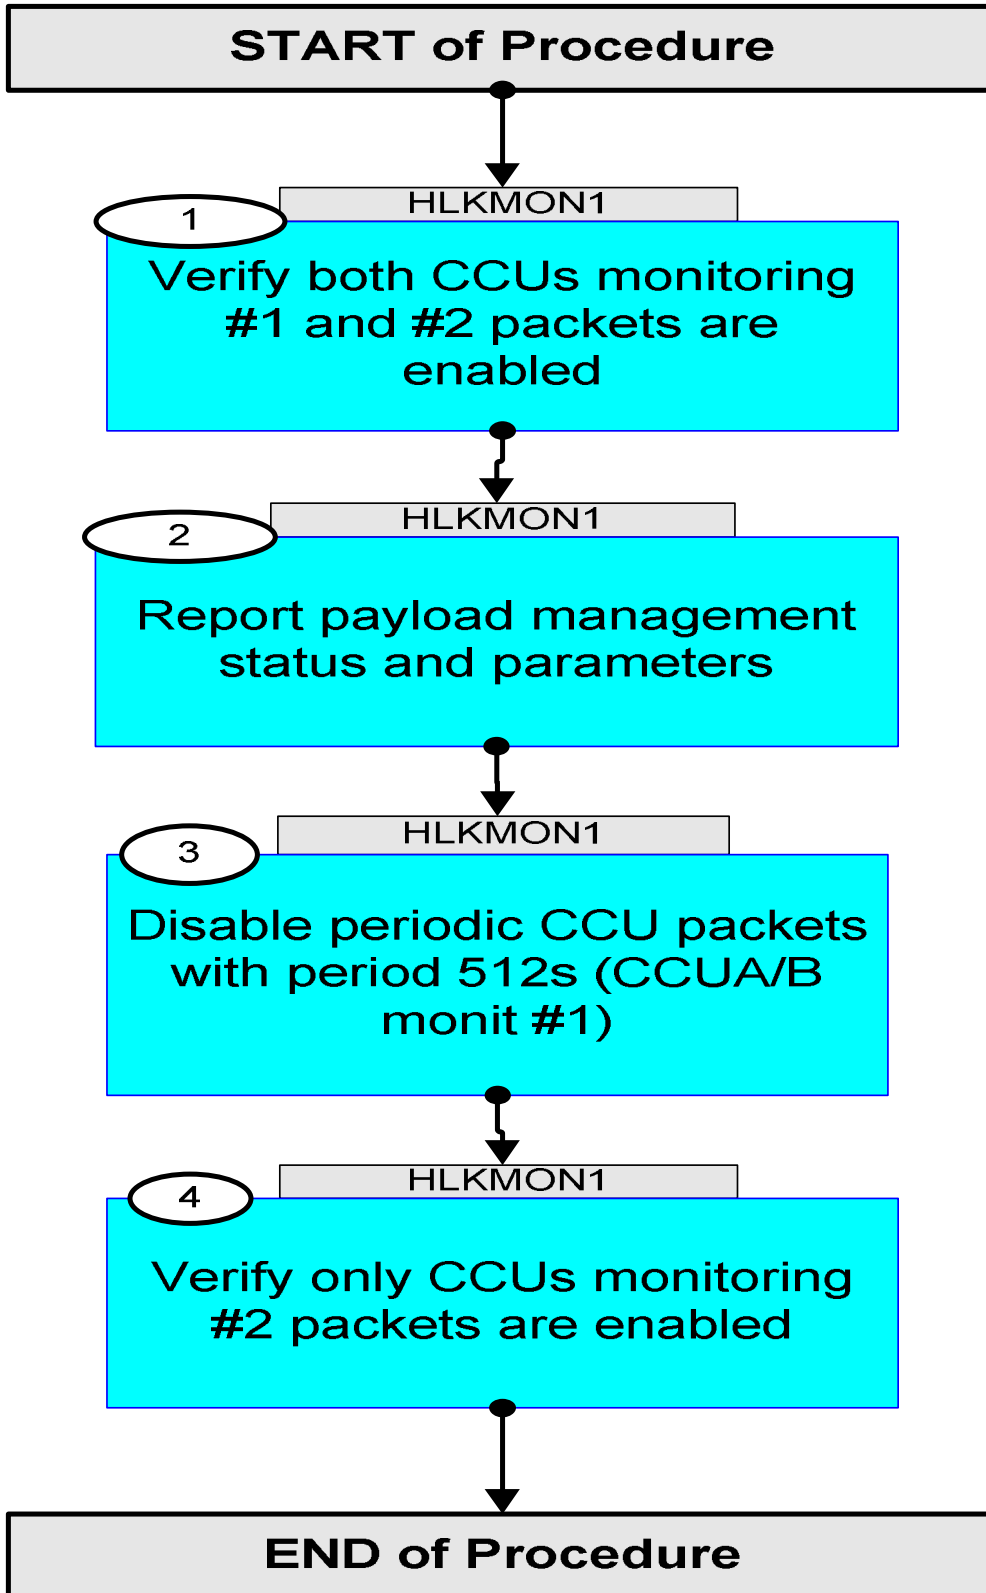 START of Procedure
HLKMON1
1
Verify both CCUs monitoring
#1 and #2 packets are
enabled
HLKMON1
2
Report payload management
status and parameters
HLKMON1
3
Disable periodic CCU packets
with period 512s (CCUA/B
monit #1)
HLKMON1
4
Verify only CCUs monitoring
#2 packets are enabled
END of Procedure